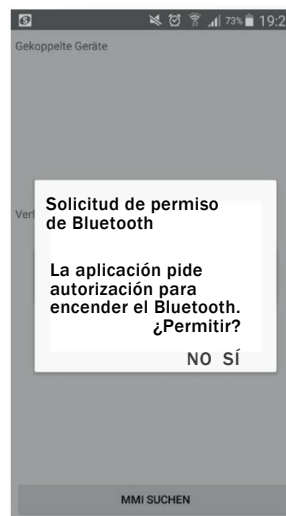 73% 19:2
Gekoppelte Geräte
Verf
Solicitud de permiso
de Bluetooth
La aplicación pide
autorización para
encender el Bluetooth.
¿Permitir?
NO SÍ
MMI SUCHEN